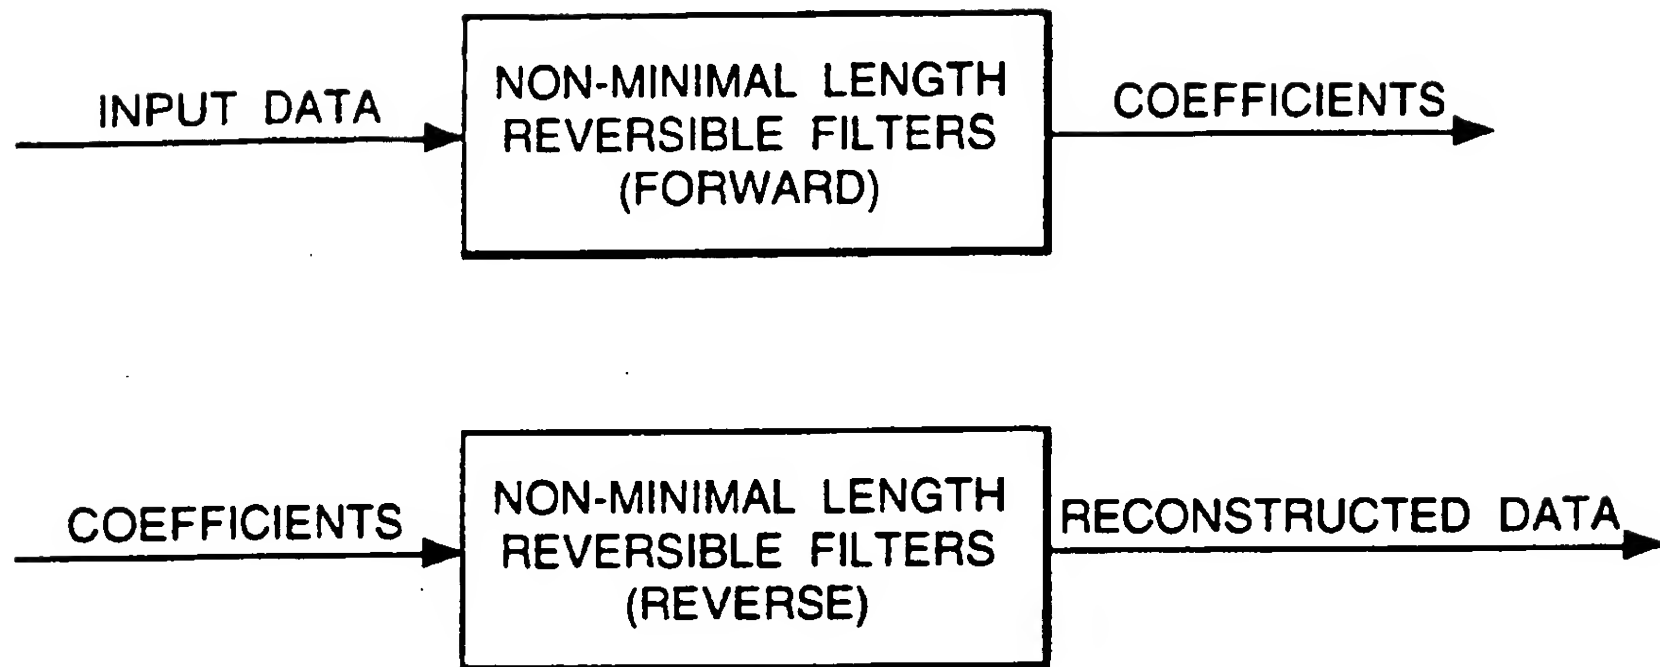 INPUT DATA
NON-MINIMAL LENGTH
REVERSIBLE FILTERS
(FORWARD)
COEFFICIENTS
COEFFICIENTS
NON-MINIMAL LENGTH
REVERSIBLE FILTERS
(REVERSE)
RECONSTRUCTED DATA